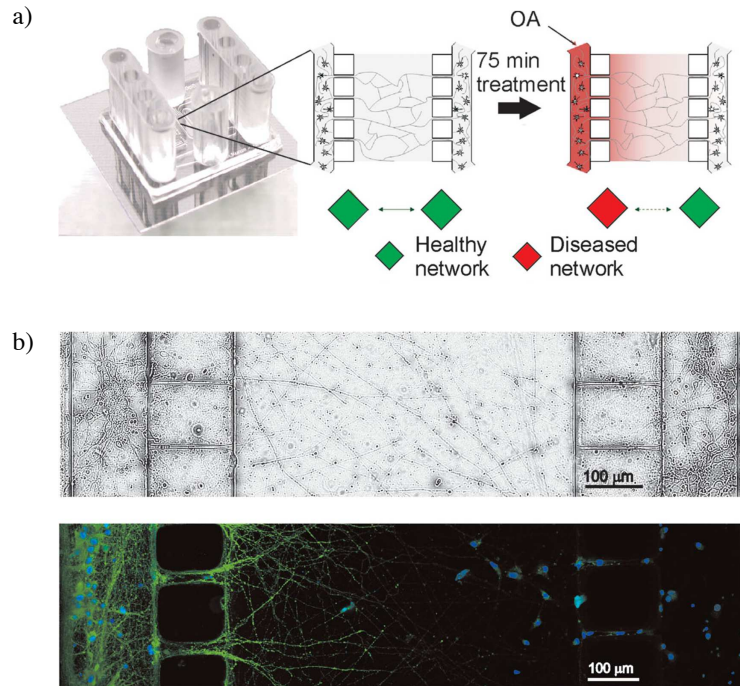 a)
OA
75 min
treatment
Healthy
network
Diseased
network
b)
100 µm
100 µm